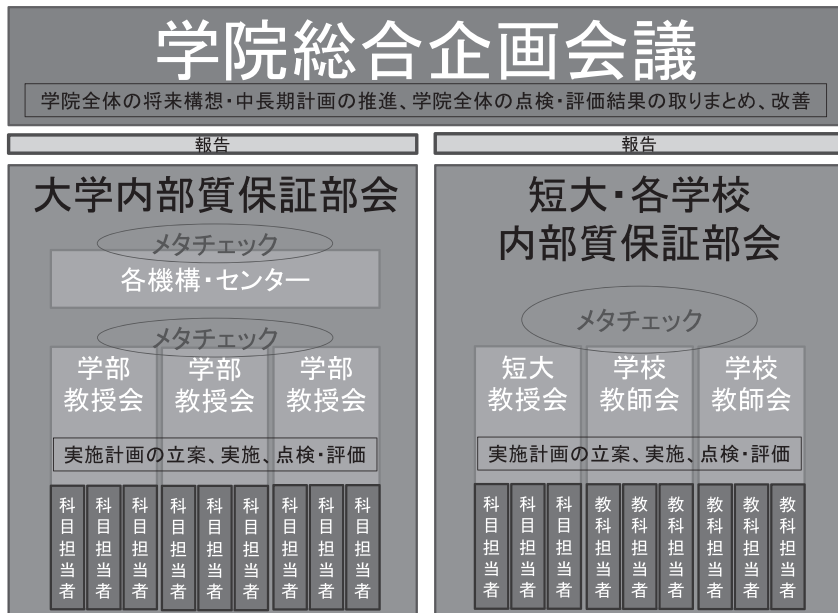 学院総合企画会議
学院全体の将来構想・中長期計画の推進、学院全体の点検・評価結果の取りまとめ、改善
報告
大学内部質保証部会
メタチェック
各機構・センター
メタチェック
学部
教授会
学部
教授会
学部
教授会
実施計画の立案、実施、点検・評価
科目担当者
科目担当者
科目担当者
科目担当者
科目担当者
科目担当者
科目担当者
科目担当者
科目担当者
報告
短大・各学校
内部質保証部会
メタチェック
短大
教授会
学校
教師会
学校
教師会
実施計画の立案、実施、点検・評価
科目担当者
科目担当者
科目担当者
教科担当者
教科担当者
教科担当者
教科担当者
教科担当者
教科担当者